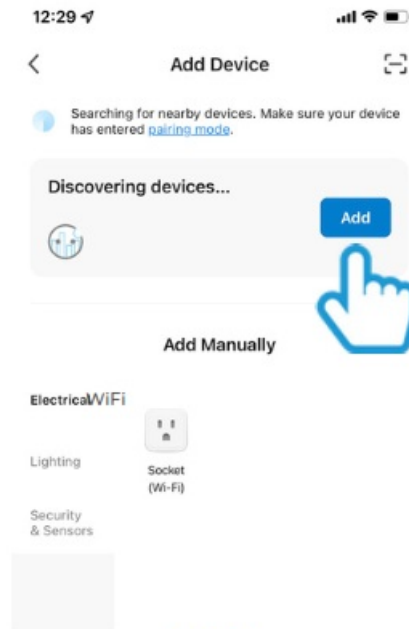 12:29
Add Device
Searching for nearby devices. Make sure your device
has entered pairing mode.
Discovering devices...
Add
Add Manually
Electrical WiFi
Lighting
Socket
(Wi-Fi)
Security
& Sensors